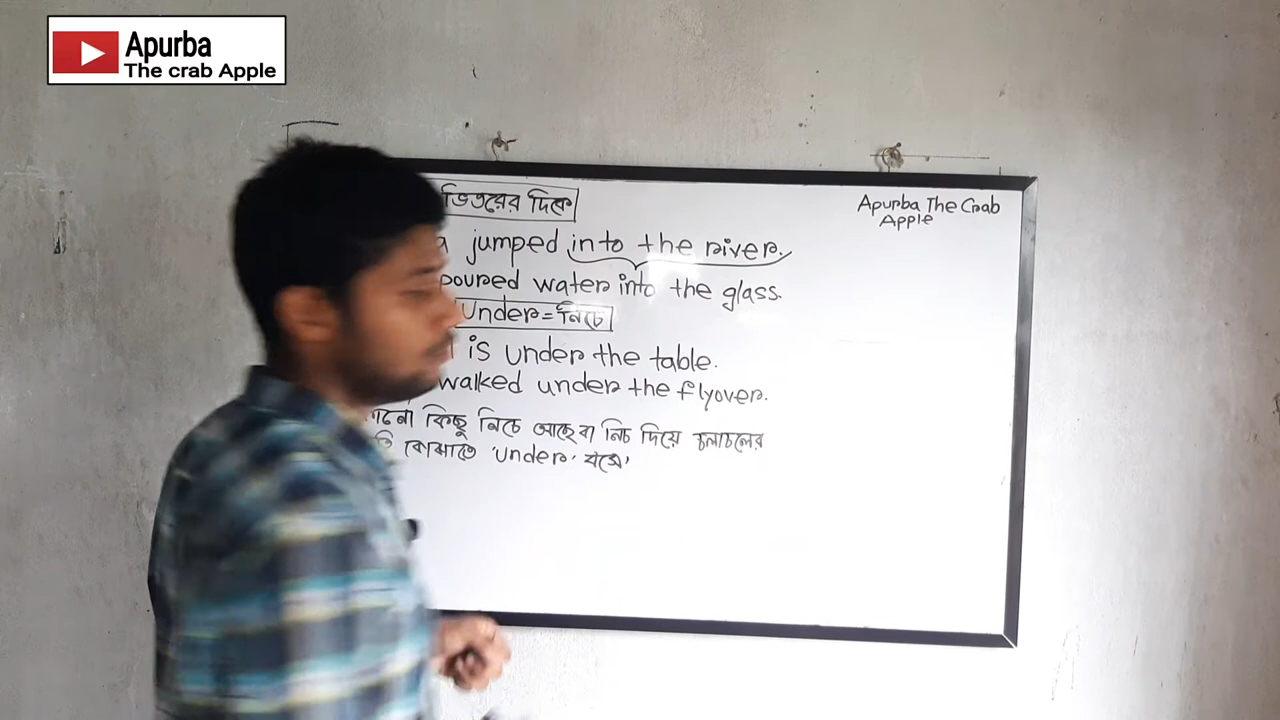 Apurba
The crab Apple
ভিতরের দিকে
Apurba The Crab
Apple
jumped into the river.
poured water into the glass.
Under = নিচে
is under the table.
walked under the flyover.
কিছু নিচে আছে বা নিচ দিয়ে চলাচলের
বোঝাতে 'under' বসে।